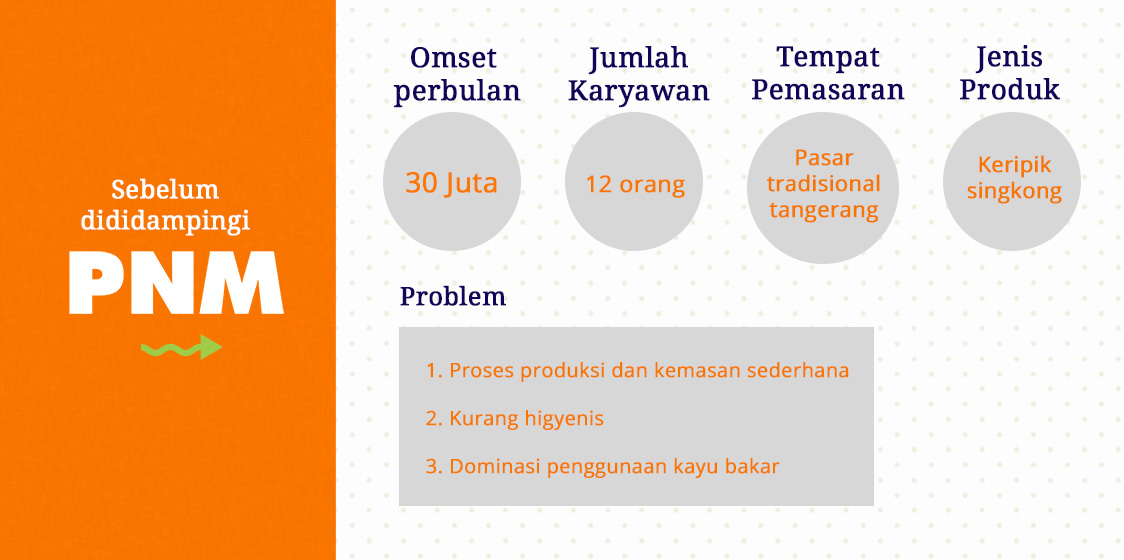 Sebelum
dididampingi
PNM
Omset
perbulan
30 Juta
Jumlah
Karyawan
12 orang
Tempat
Pemasaran
Pasar
tradisional
tangerang
Jenis
Produk
Keripik
singkong
Problem
1. Proses produksi dan kemasan sederhana
2. Kurang higyenis
3. Dominasi penggunaan kayu bakar